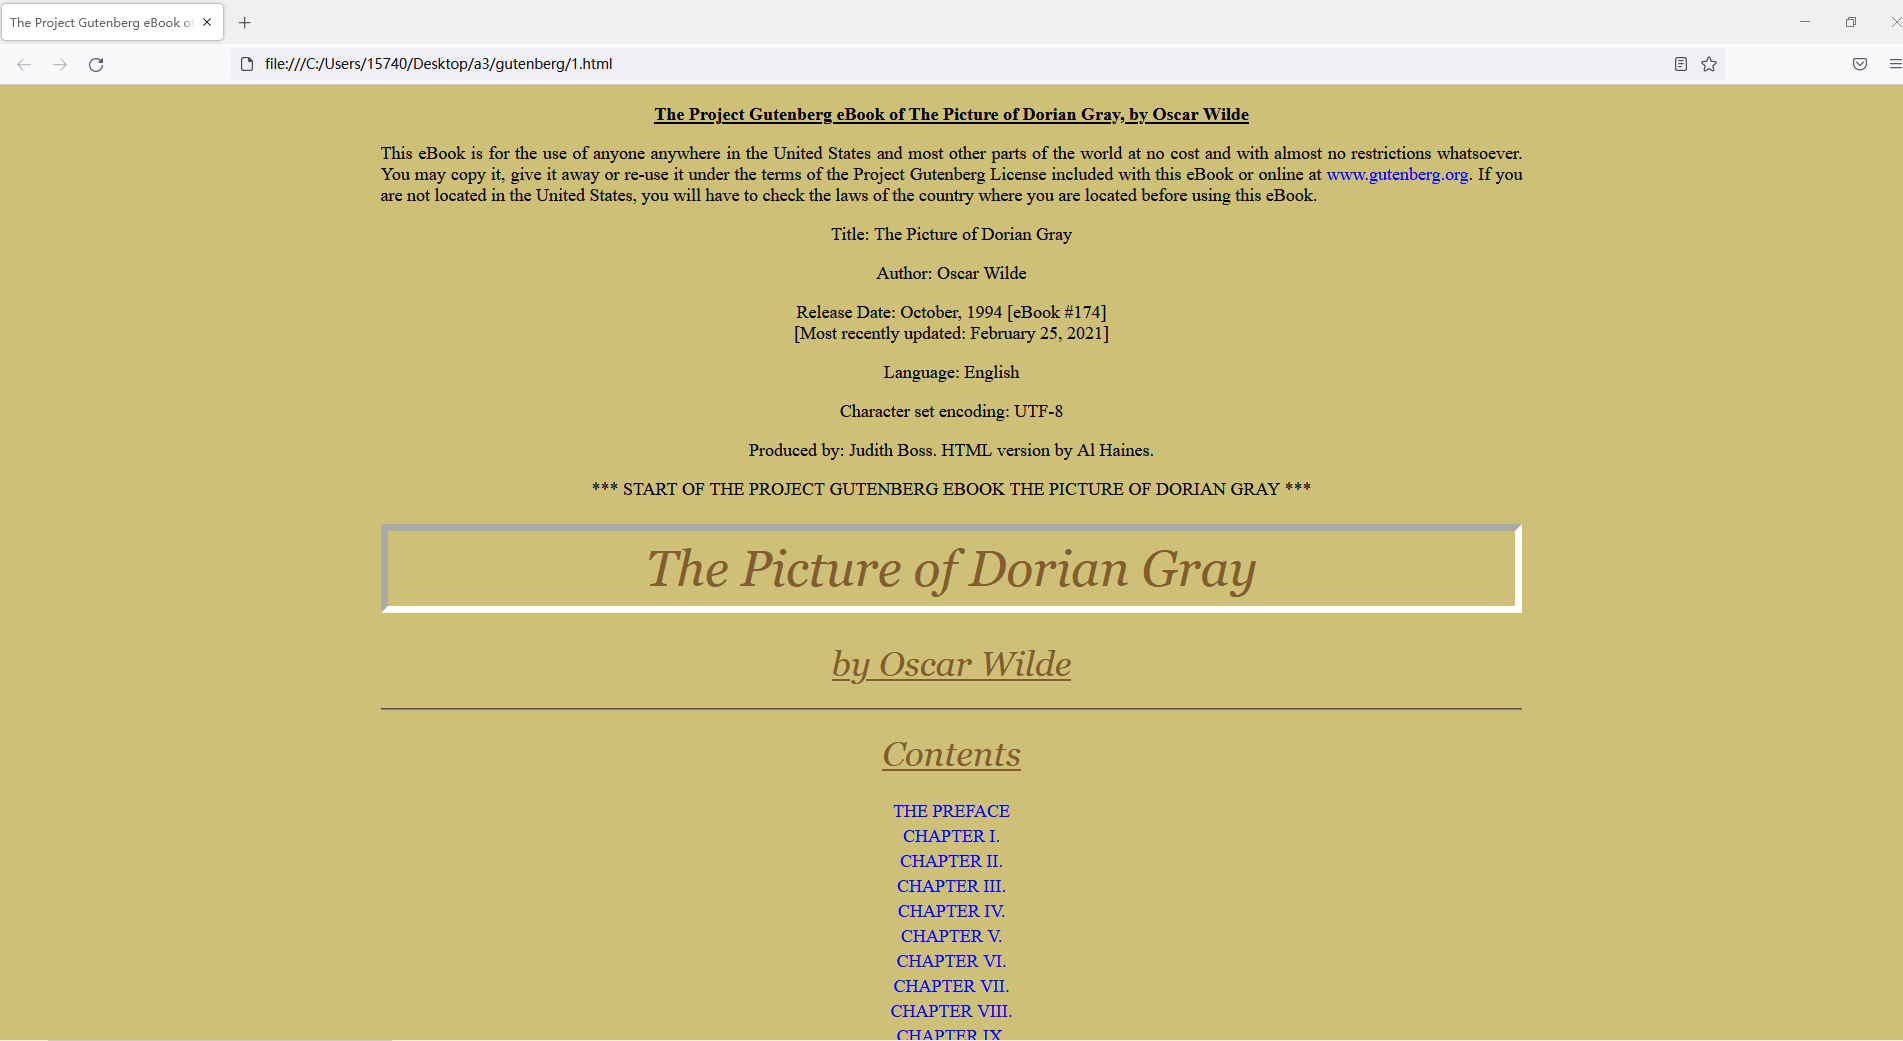 The Project Gutenberg eBook of
file:///C:/Users/15740/Desktop/a3/gutenberg/1.html
The Project Gutenberg eBook of The Picture of Dorian Gray, by Oscar Wilde
This eBook is for the use of anyone anywhere in the United States and most other parts of the world at no cost and with almost no restrictions whatsoever.
You may copy it, give it away or re-use it under the terms of the Project Gutenberg License included with this eBook or online at www.gutenberg.org. If you
are not located in the United States, you will have to check the laws of the country where you are located before using this eBook.
Title: The Picture of Dorian Gray
Author: Oscar Wilde
Release Date: October, 1994 [eBook #174]
[Most recently updated: February 25, 2021]
Language: English
Character set encoding: UTF-8
Produced by: Judith Boss. HTML version by Al Haines.
*** START OF THE PROJECT GUTENBERG EBOOK THE PICTURE OF DORIAN GRAY ***
The Picture of Dorian Gray
by Oscar Wilde
Contents
THE PREFACE
CHAPTER I.
CHAPTER II.
CHAPTER III.
CHAPTER IV.
CHAPTER V.
CHAPTER VI.
CHAPTER VII.
CHAPTER VIII.
CHAPTER IX.